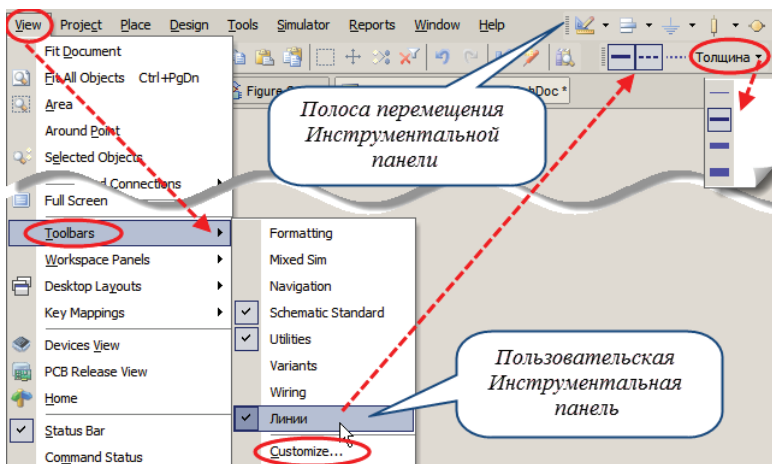 View Project Place Design Tools Simulator Reports Window Help
Fit Document
Fit All Objects Ctrl+PgDn
Area
Around Point
Selected Objects
Connections
Full Screen
Толщина
Полоса перемещения
Инструментальной
панели
Toolbars
Workspace Panels
Desktop Layouts
Key Mappings
Devices View
PCB Release View
Home
Status Bar
Command Status
Formatting
Mixed Sim
Navigation
Schematic Standard
Utilities
Variants
Wiring
Линии
Customize...
Пользовательская
Инструментальная
панель